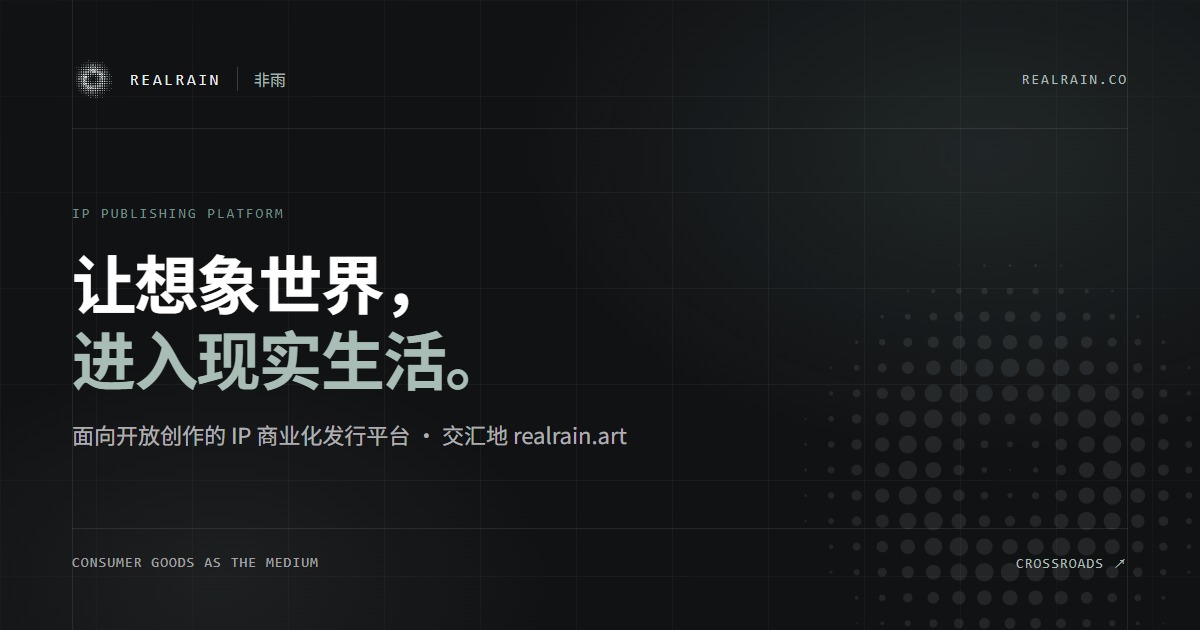 REALRAIN 非雨
REALRAIN.CO
IP PUBLISHING PLATFORM
让想象世界，
进入现实生活。
面向开放创作的 IP 商业化发行平台 · 交汇地 realrain.art
CONSUMER GOODS AS THE MEDIUM
CROSSROADS ↗